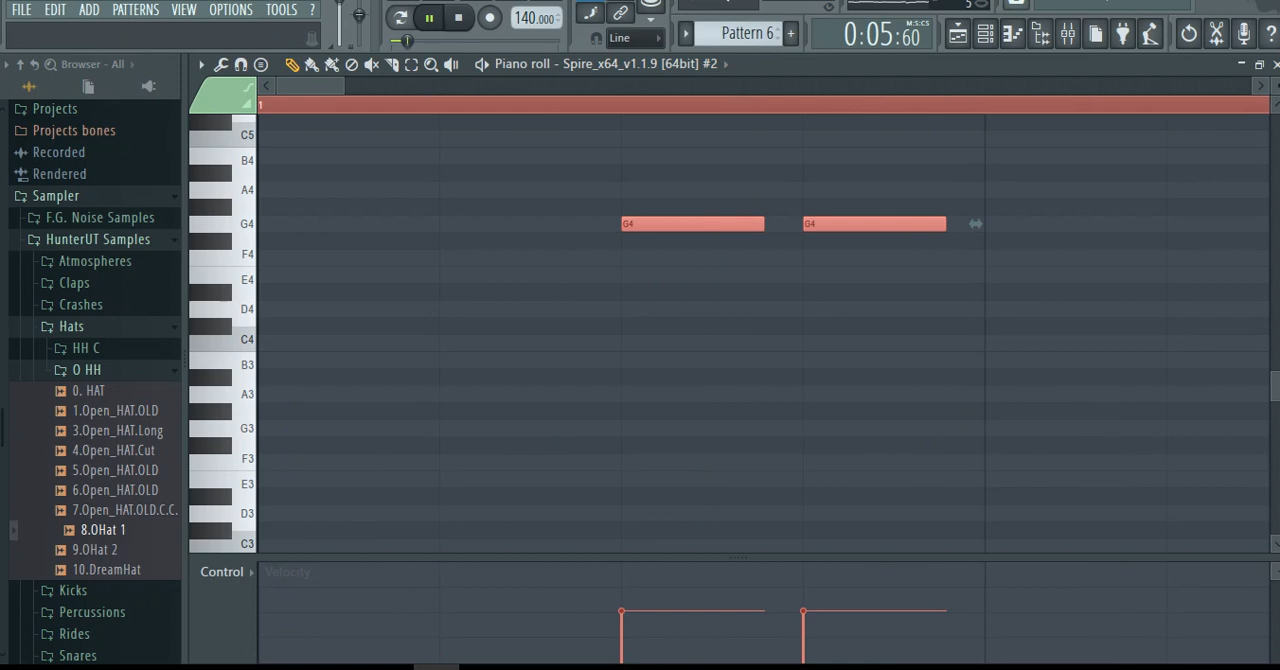 FILE EDIT ADD PATTERNS VIEW OPTIONS TOOLS ?
140.000
Line
Pattern 6
+
M:S:CS
0:05:60
?
Browser - All
Piano roll - Spire_x64_v1.1.9 [64bit] #2
1
Projects
Projects bones
Recorded
Rendered
Sampler
F.G. Noise Samples
HunterUT Samples
Atmospheres
Claps
Crashes
Hats
HH C
O HH
0. HAT
1.Open_HAT.OLD
3.Open_HAT.Long
4.Open_HAT.Cut
5.Open_HAT.OLD
6.Open_HAT.OLD
7.Open_HAT.OLD.C.C.
8.OHat 1
9.OHat 2
10.DreamHat
Kicks
Percussions
Rides
Snares
C5
B4
A4
G4
F4
E4
D4
C4
B3
A3
G3
F3
E3
D3
C3
G4
G4
Control
Velocity